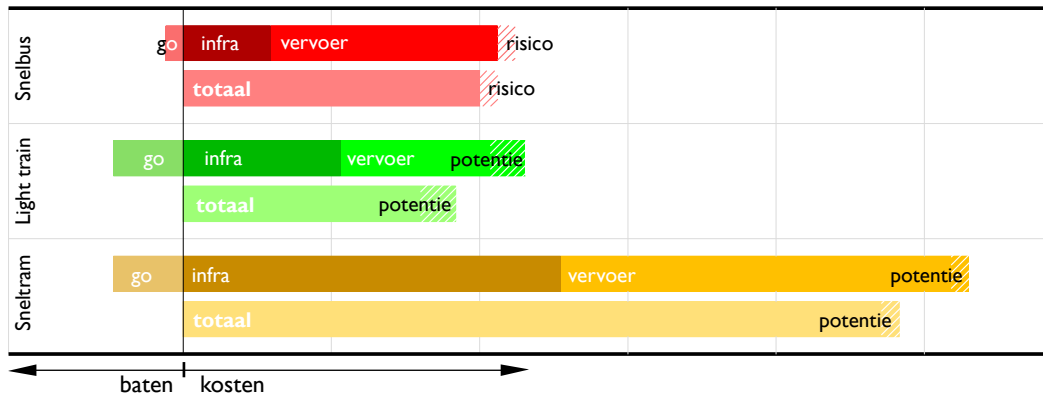 Snelbus
go infra vervoer risico
totaal risico
Light train
go infra vervoer potentie
totaal potentie
Sneltram
go infra vervoer potentie
totaal potentie
baten kosten